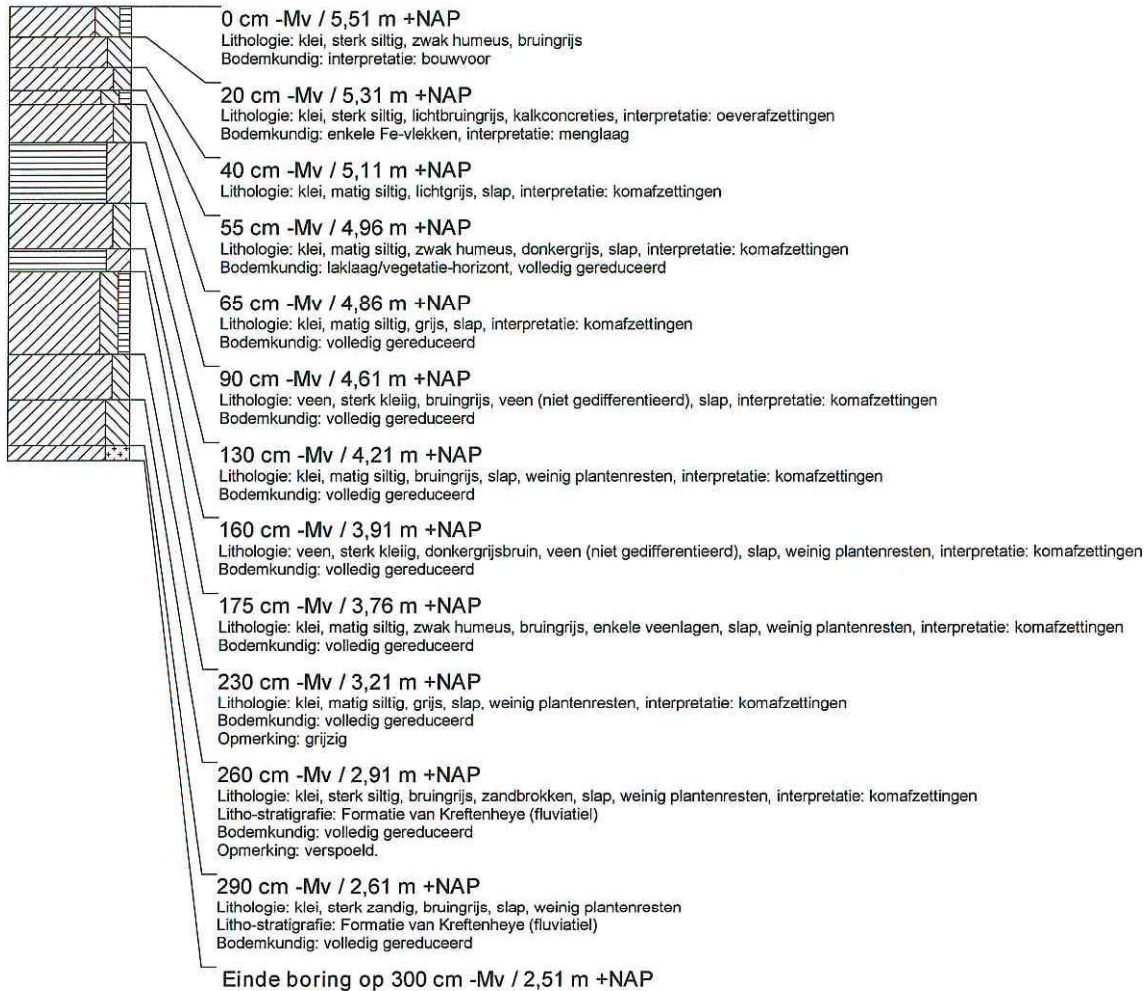 0 cm -Mv / 5,51 m +NAP
Lithologie: klei, sterk siltig, zwak humeus, bruingrijs
Bodemkundig: interpretatie: bouwvoor
20 cm -Mv / 5,31 m +NAP
Lithologie: klei, sterk siltig, lichtbruingrijs, kalkconcreties, interpretatie: oeverafzettingen
Bodemkundig: enkele Fe-vlekken, interpretatie: menglaag
40 cm -Mv / 5,11 m +NAP
Lithologie: klei, matig siltig, lichtgrijs, slap, interpretatie: komafzettingen
55 cm -Mv / 4,96 m +NAP
Lithologie: klei, matig siltig, zwak humeus, donkergrijs, slap, interpretatie: komafzettingen
Bodemkundig: laklaag/vegetatie-horizont, volledig gereduceerd
65 cm -Mv / 4,86 m +NAP
Lithologie: klei, matig siltig, grijs, slap, interpretatie: komafzettingen
Bodemkundig: volledig gereduceerd
90 cm -Mv / 4,61 m +NAP
Lithologie: veen, sterk kleiig, bruingrijs, veen (niet gedifferentieerd), slap, interpretatie: komafzettingen
Bodemkundig: volledig gereduceerd
130 cm -Mv / 4,21 m +NAP
Lithologie: klei, matig siltig, bruingrijs, slap, weinig plantenresten, interpretatie: komafzettingen
Bodemkundig: volledig gereduceerd
160 cm -Mv / 3,91 m +NAP
Lithologie: veen, sterk kleiig, donkergrijsbruin, veen (niet gedifferentieerd), slap, weinig plantenresten, interpretatie: komafzettingen
Bodemkundig: volledig gereduceerd
175 cm -Mv / 3,76 m +NAP
Lithologie: klei, matig siltig, zwak humeus, bruingrijs, enkele veenlagen, slap, weinig plantenresten, interpretatie: komafzettingen
Bodemkundig: volledig gereduceerd
230 cm -Mv / 3,21 m +NAP
Lithologie: klei, matig siltig, grijs, slap, weinig plantenresten, interpretatie: komafzettingen
Bodemkundig: volledig gereduceerd
Opmerking: grijzig
260 cm -Mv / 2,91 m +NAP
Lithologie: klei, sterk siltig, bruingrijs, zandbrokken, slap, weinig plantenresten, interpretatie: komafzettingen
Litho-stratigrafie: Formatie van Kreftenheye (fluviatiel)
Bodemkundig: volledig gereduceerd
Opmerking: verspoeld.
290 cm -Mv / 2,61 m +NAP
Lithologie: klei, sterk zandig, bruingrijs, slap, weinig plantenresten
Litho-stratigrafie: Formatie van Kreftenheye (fluviatiel)
Bodemkundig: volledig gereduceerd
Einde boring op 300 cm -Mv / 2,51 m +NAP